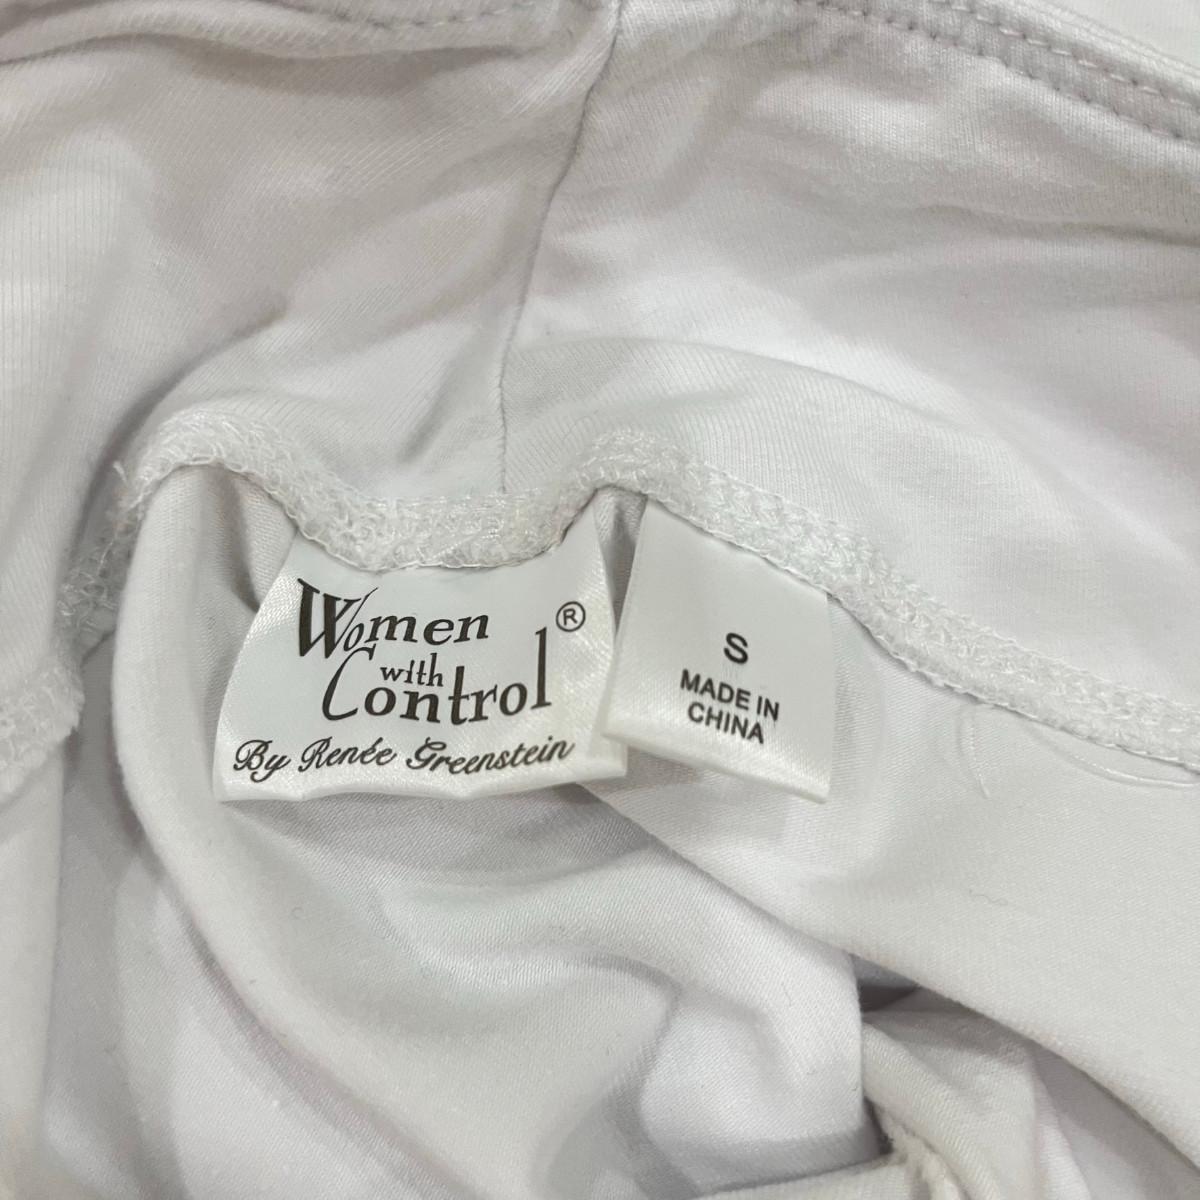 Women
with
Control®
By Renée Greenstein
S
MADE IN
CHINA